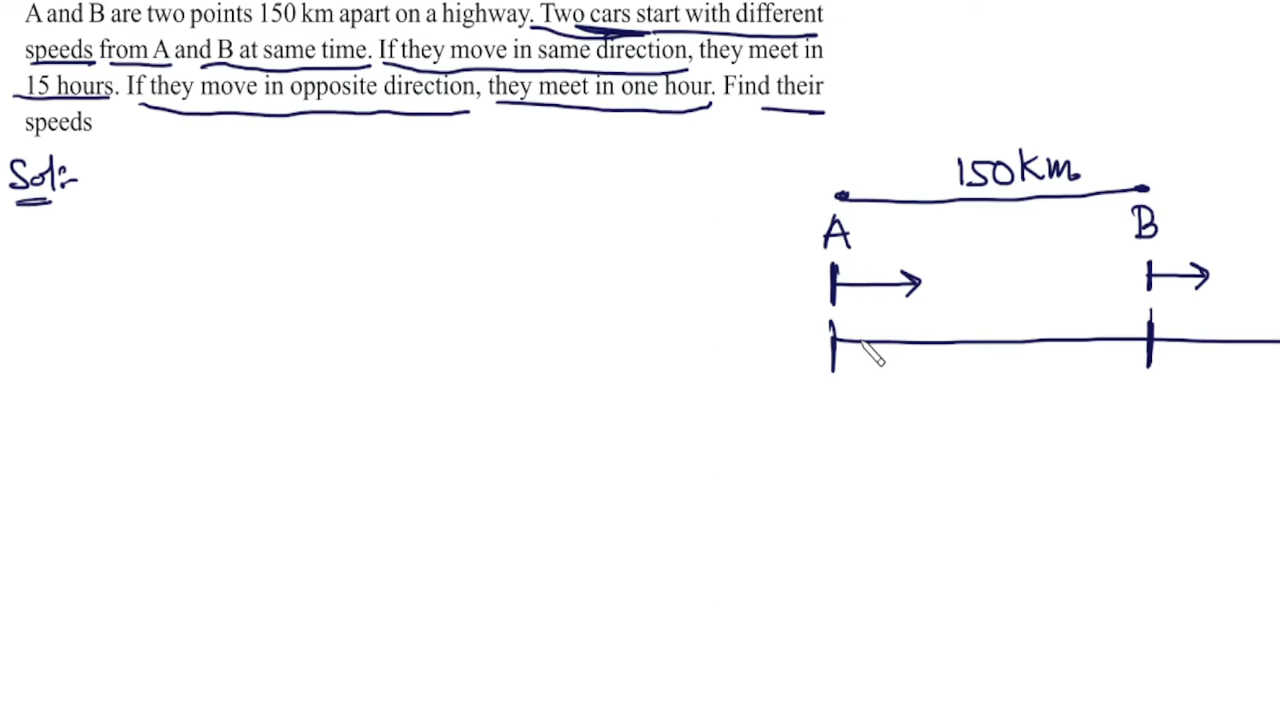 A and B are two points 150 km apart on a highway. Two cars start with different
speeds from A and B at same time. If they move in same direction, they meet in
15 hours. If they move in opposite direction, they meet in one hour. Find their
speeds
Sol:-
150km
A B